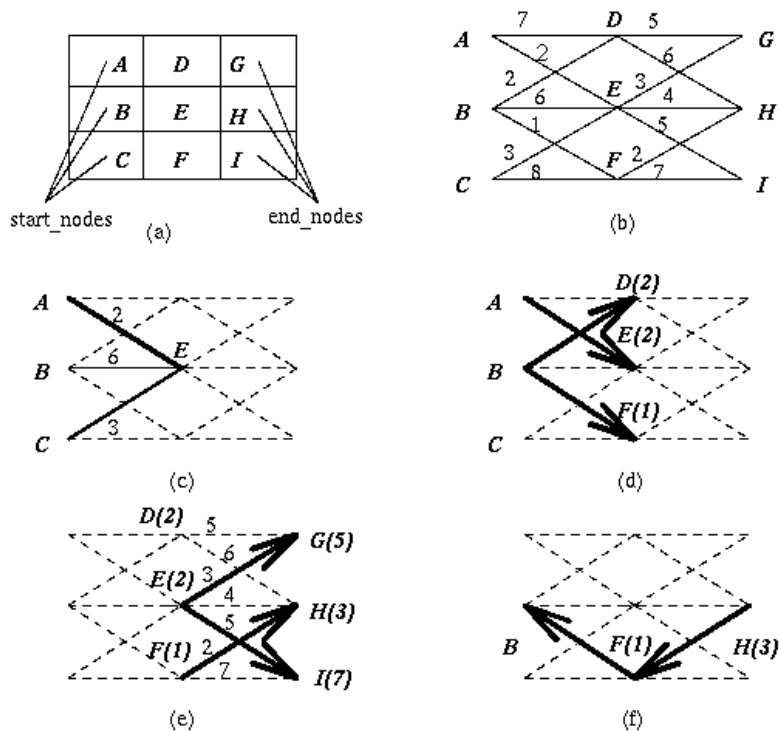 A D G
B E H
C F I
start_nodes end_nodes
(a)
7 D 5
A G
2 6
2 E 3
B 6 4 H
1 5
3 F 2
C 8 7 I
(b)
A
2
B 6 E
C 3
(c)
D(2)
A
E(2)
B
F(1)
C
(d)
D(2) 5
G(5)
6
E(2) 3
4 H(3)
5
F(1) 2
7 I(7)
(e)
B F(1) H(3)
(f)